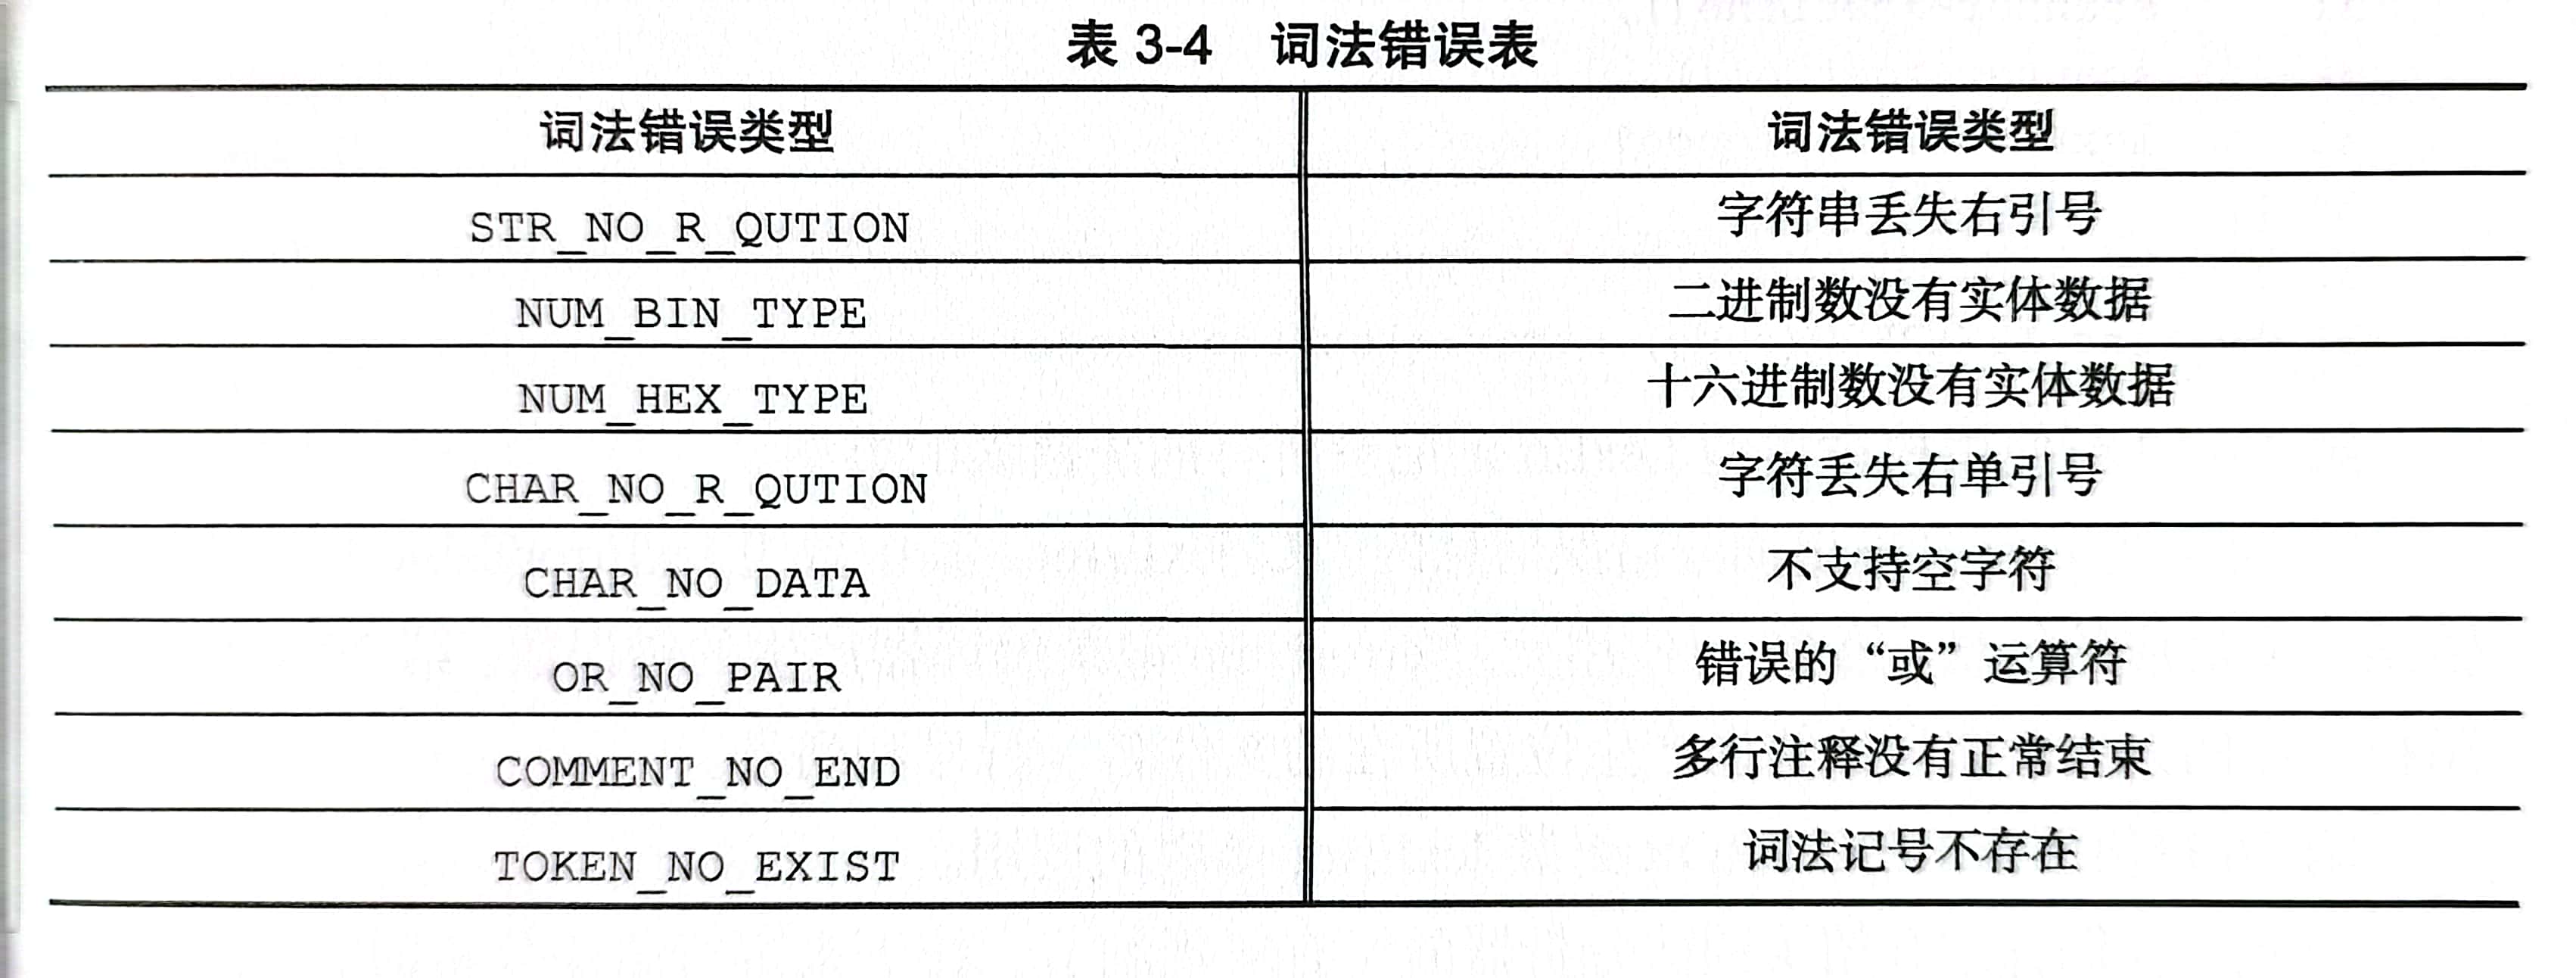 表 3-4 词法错误表
词法错误类型 词法错误类型
STR_NO_R_QUTION 字符串丢失右引号
NUM_BIN_TYPE 二进制数没有实体数据
NUM_HEX_TYPE 十六进制数没有实体数据
CHAR_NO_R_QUTION 字符丢失右单引号
CHAR_NO_DATA 不支持空字符
OR_NO_PAIR 错误的“或”运算符
COMMENT_NO_END 多行注释没有正常结束
TOKEN_NO_EXIST 词法记号不存在